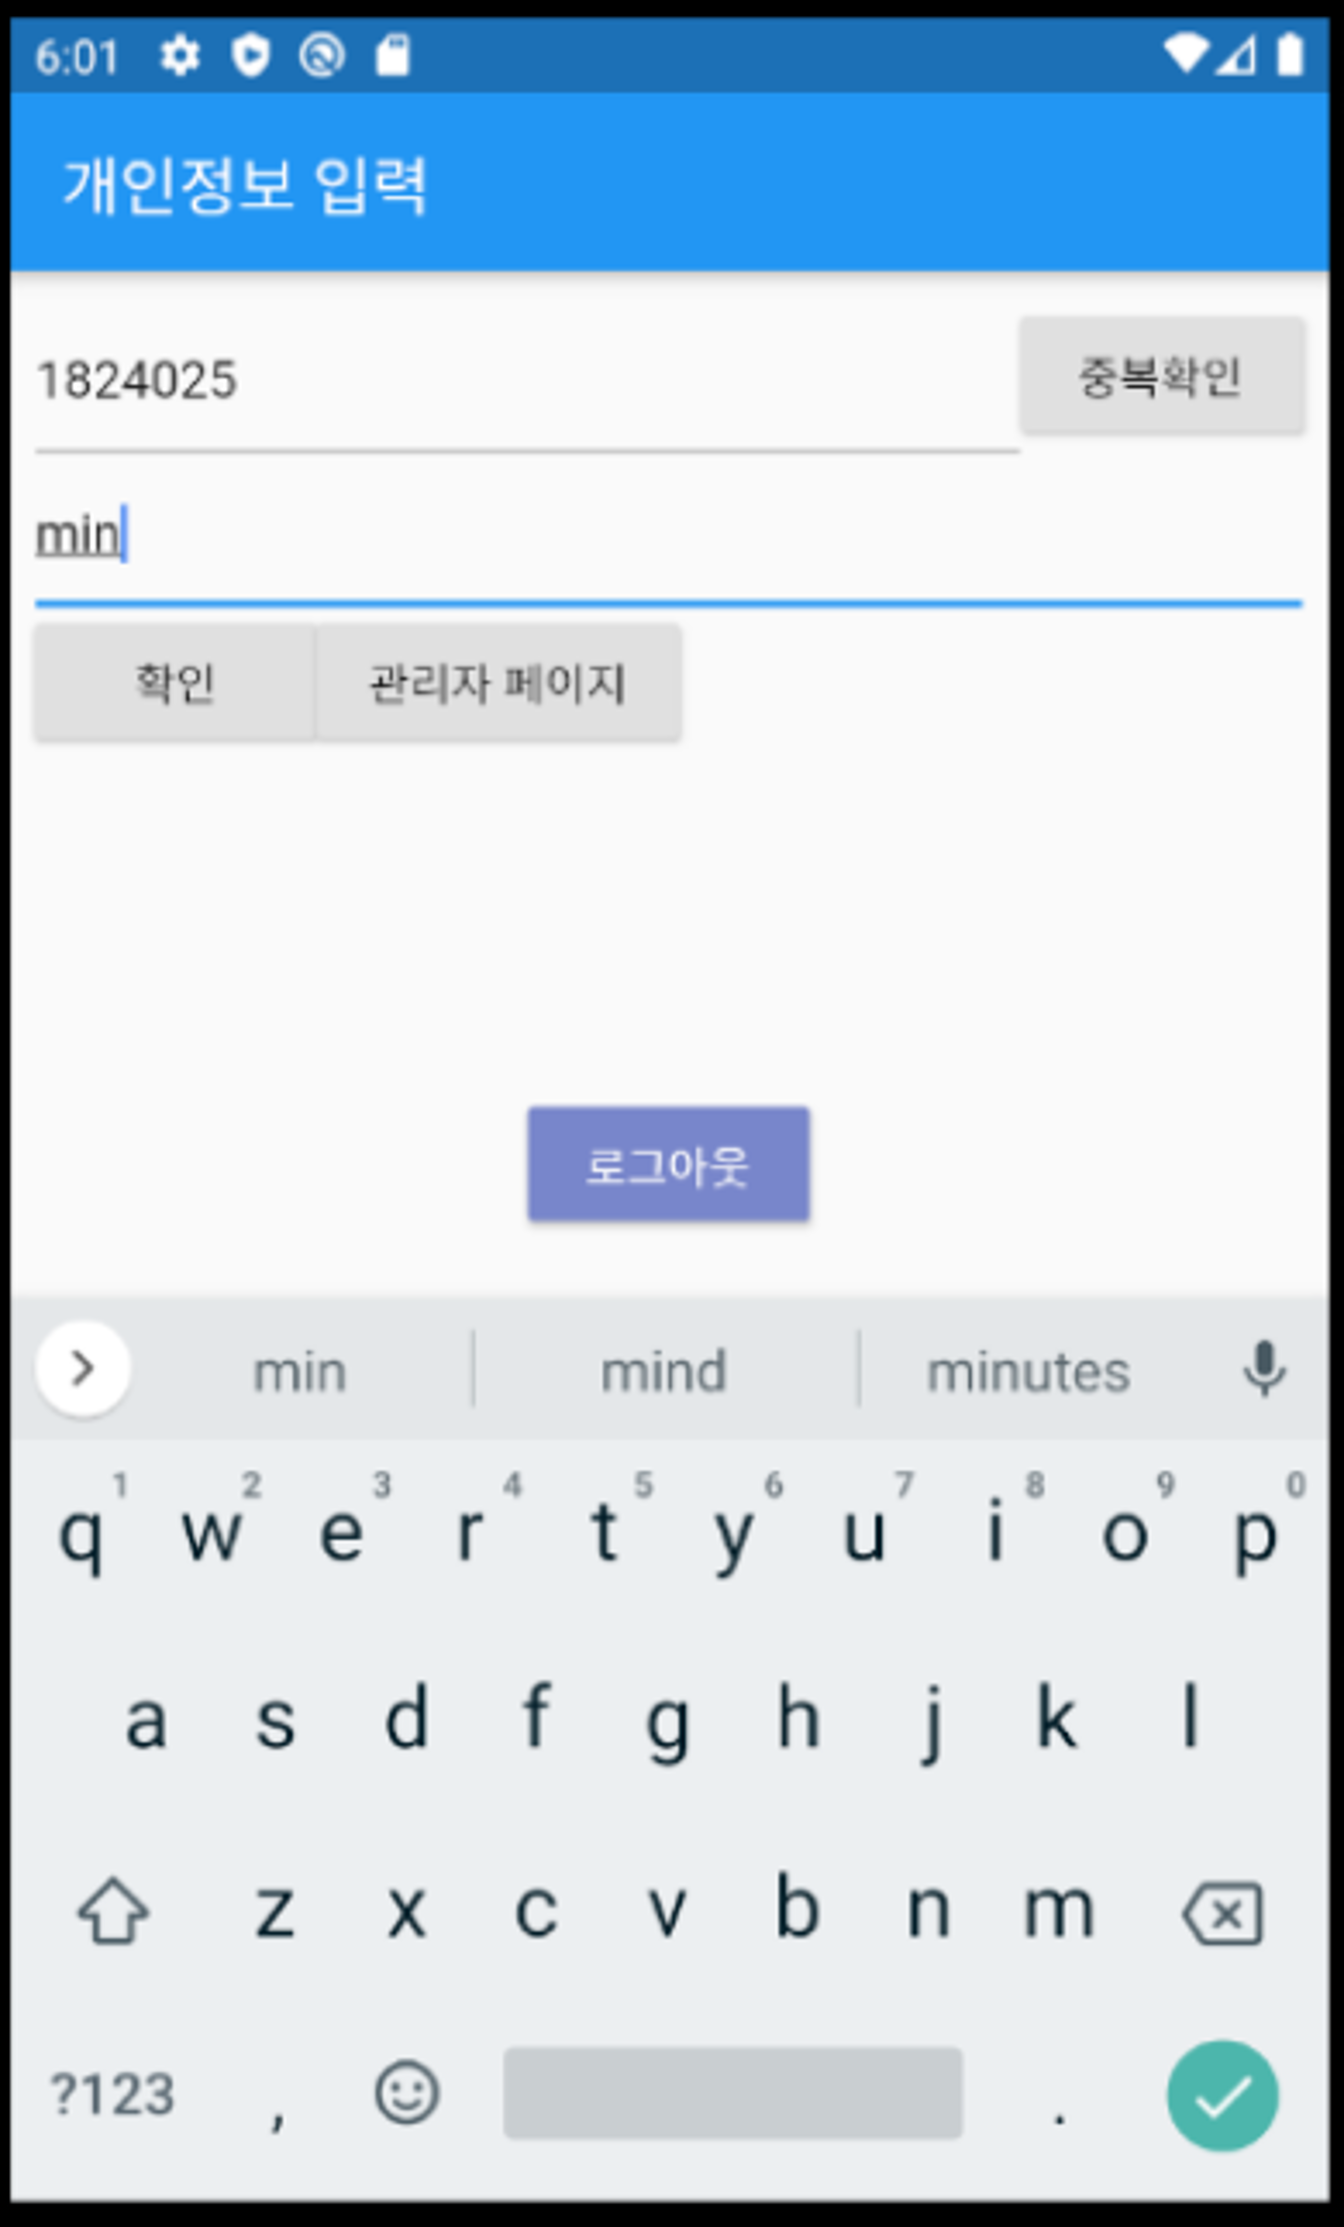 6:01
개인정보 입력
1824025
중복확인
min
확인 관리자 페이지
로그아웃
min mind minutes
1 2 3 4 5 6 7 8 9 0
q w e r t y u i o p
a s d f g h j k l
z x c v b n m
?123 , .